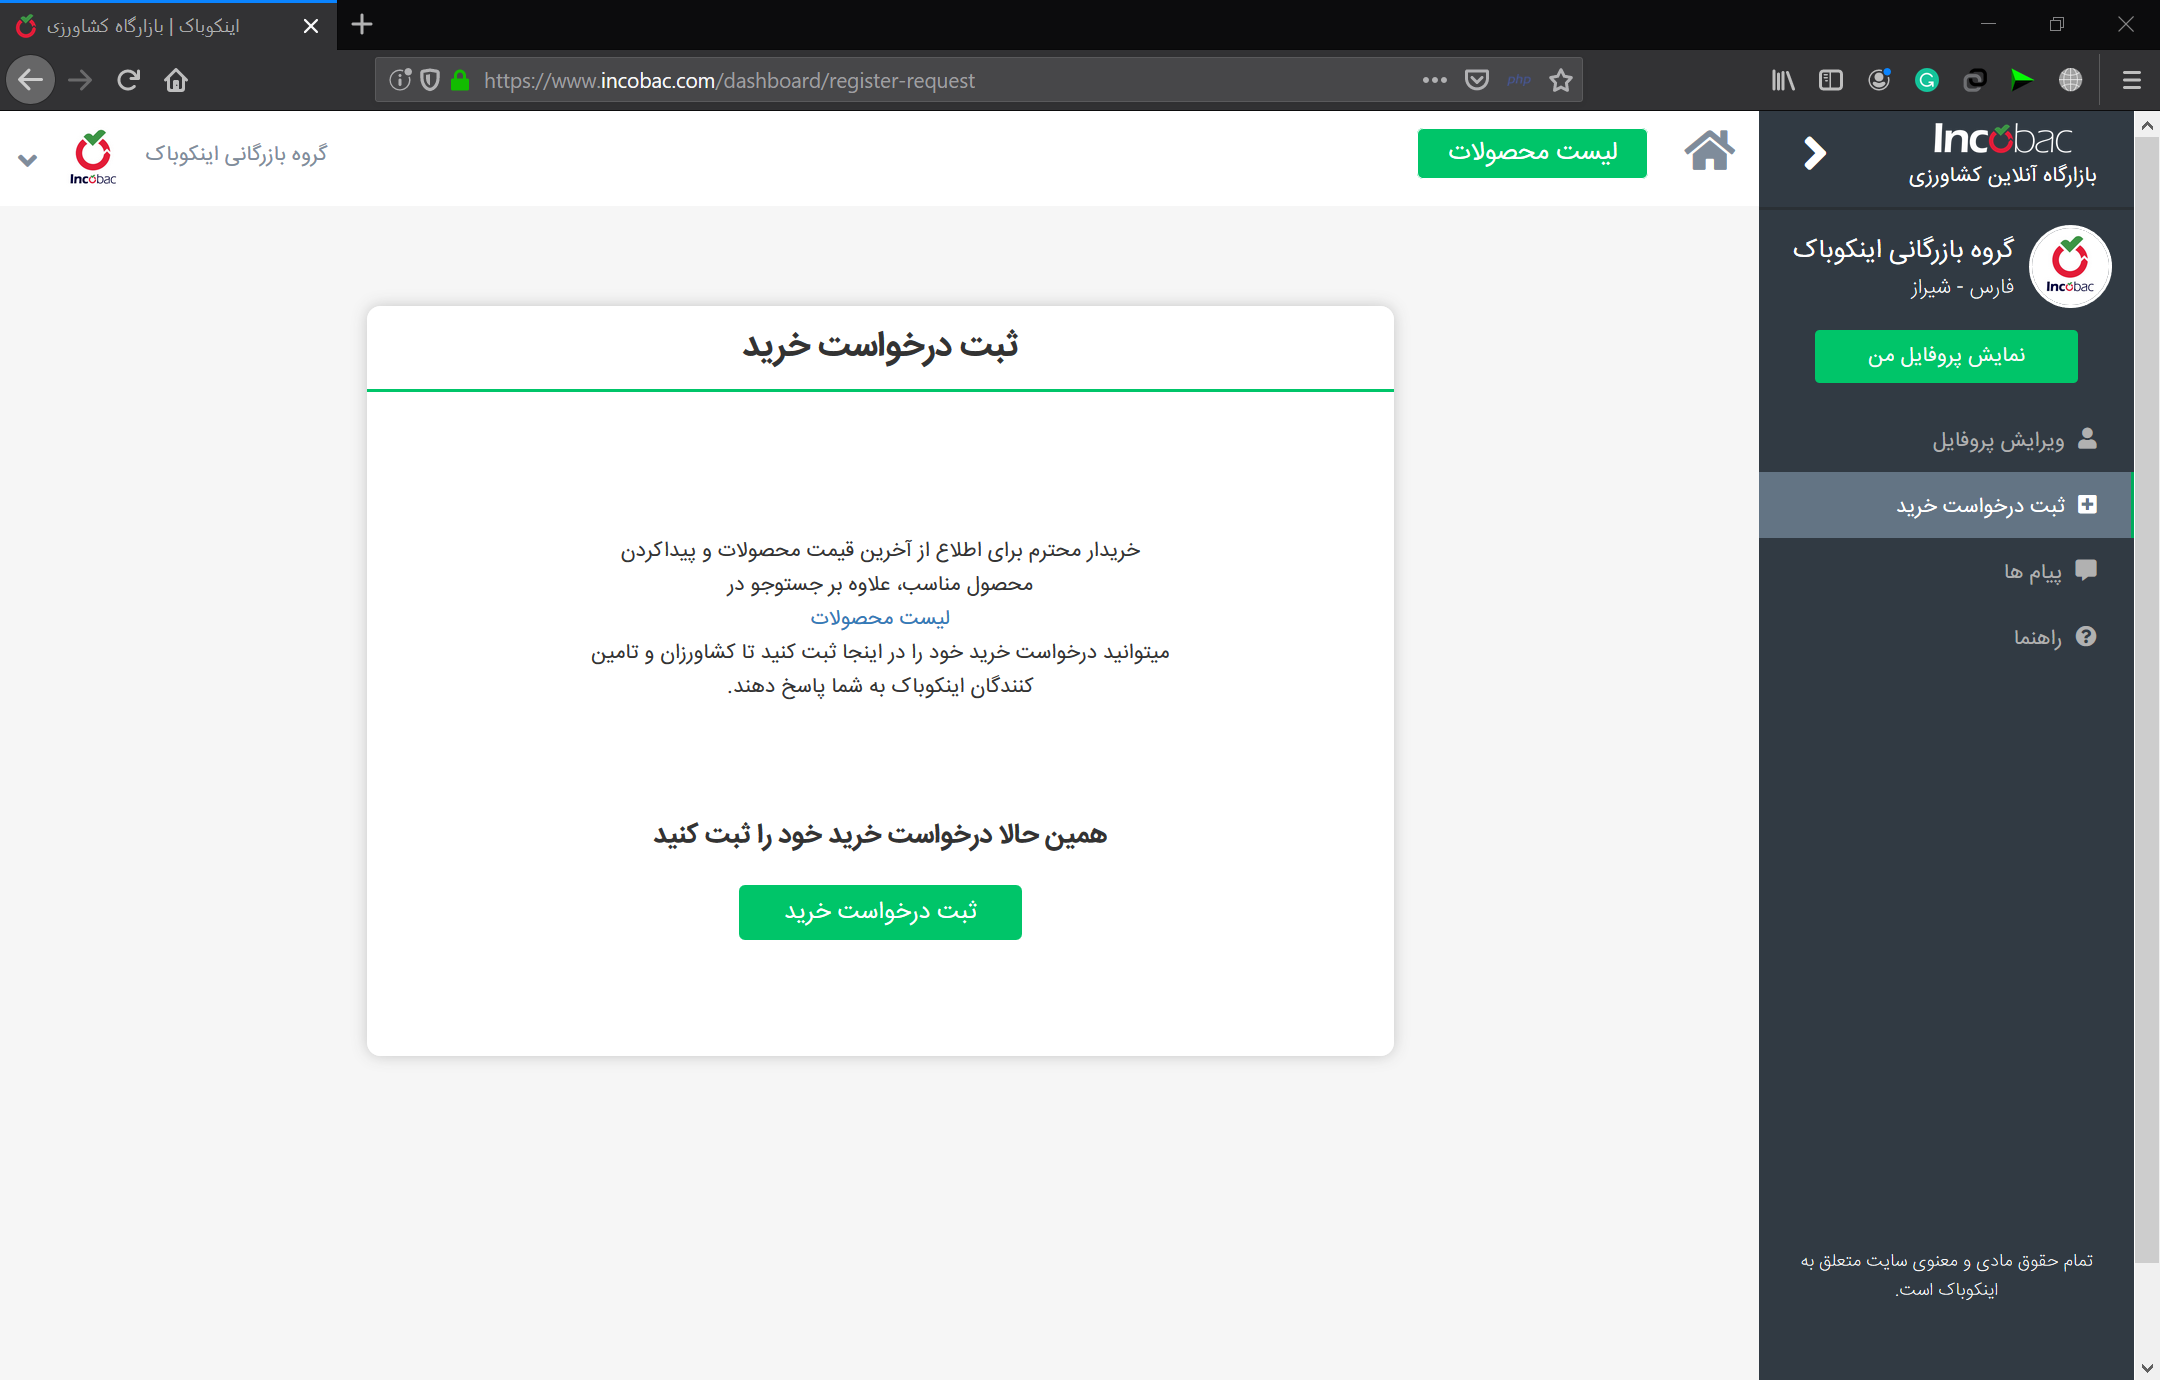 اینکوباک | بازارگاه کشاورزی
https://www.incobac.com/dashboard/register-request
php
Incobac
بازارگاه آنلاین کشاورزی
لیست محصولات
گروه بازرگانی اینکوباک
Incobac
گروه بازرگانی اینکوباک
فارس - شیراز
Incobac
نمایش پروفایل من
ویرایش پروفایل
ثبت درخواست خرید
پیام ها
راهنما
تمام حقوق مادی و معنوی سایت متعلق به
اینکوباک است.
ثبت درخواست خرید
خریدار محترم برای اطلاع از آخرین قیمت محصولات و پیداکردن
محصول مناسب، علاوه بر جستوجو در
لیست محصولات
میتوانید درخواست خرید خود را در اینجا ثبت کنید تا کشاورزان و تامین
کنندگان اینکوباک به شما پاسخ دهند.
همین حالا درخواست خرید خود را ثبت کنید
ثبت درخواست خرید